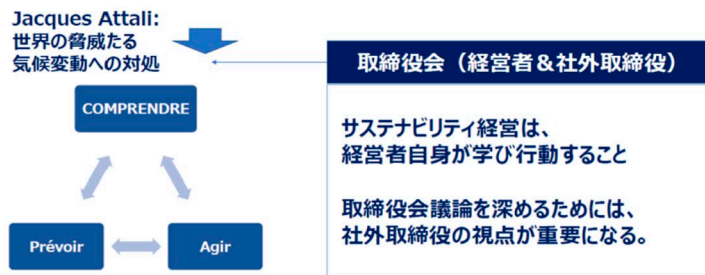 Jacques Attali:
世界の脅威たる
気候変動への対処
COMPRENDRE
Prévoir
Agir
取締役会（経営者＆社外取締役）
サステナビリティ経営は、
経営者自身が学び行動すること
取締役会議論を深めるためには、
社外取締役の視点が重要になる。